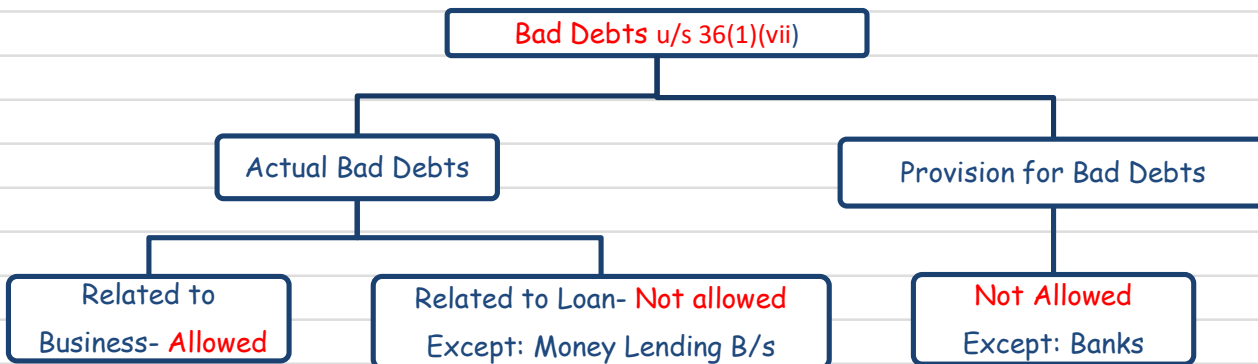 Bad Debts u/s 36(1)(vii)
Actual Bad Debts
Provision for Bad Debts
Related to
Business- Allowed
Related to Loan- Not allowed
Except: Money Lending B/s
Not Allowed
Except: Banks